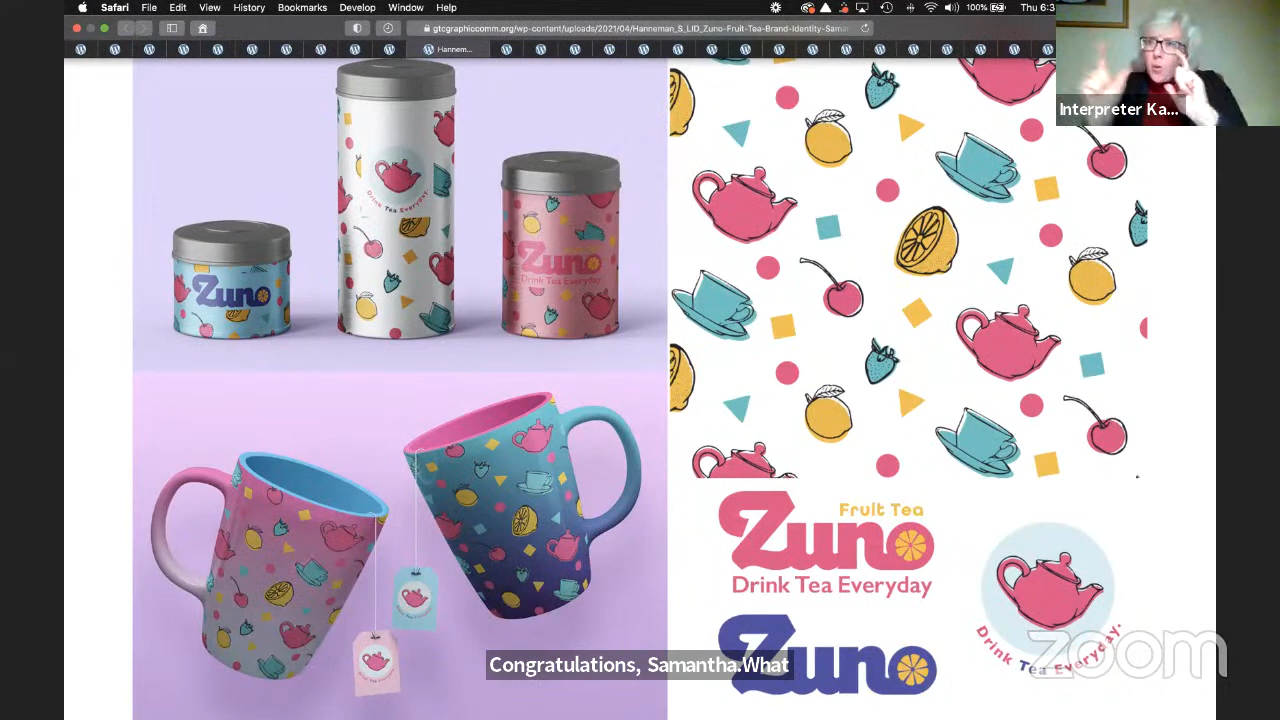 Safari File Edit View History Bookmarks Develop Window Help
100%
Thu 6:3
gtcgraphiccomm.org/wp-content/uploads/2021/04/Hanneman_S_LID_Zuno-Fruit-Tea-Brand-Identity-Sama
Hannem...
Interpreter Ka...
Drink Tea Everyday.
Zuno
Zuno
Drink Tea Everyday
Fruit Tea
Zuno
Drink Tea Everyday
Zuno
Drink Tea Everyday.
Congratulations, Samantha.What
zoom